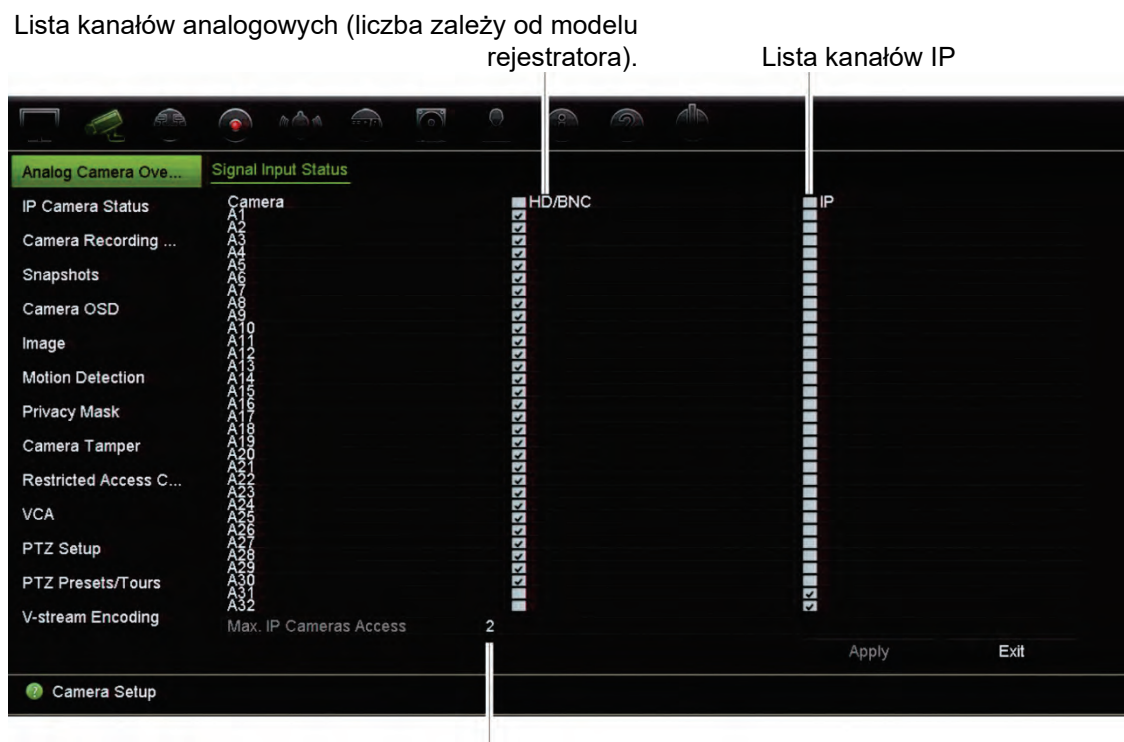 Lista kanałów analogowych (liczba zależy od modelu
rejestratora).
Lista kanałów IP
Analog Camera Ove...
Signal Input Status
IP Camera Status
Camera Recording ...
Snapshots
Camera OSD
Image
Motion Detection
Privacy Mask
Camera Tamper
Restricted Access C...
VCA
PTZ Setup
PTZ Presets/Tours
V-stream Encoding
Camera HD/BNC IP
A1
A2
A3
A4
A5
A6
A7
A8
A9
A10
A11
A12
A13
A14
A15
A16
A17
A18
A19
A20
A21
A22
A23
A24
A25
A26
A27
A28
A29
A30
A31
A32
Max. IP Cameras Access 2
Apply Exit
Camera Setup